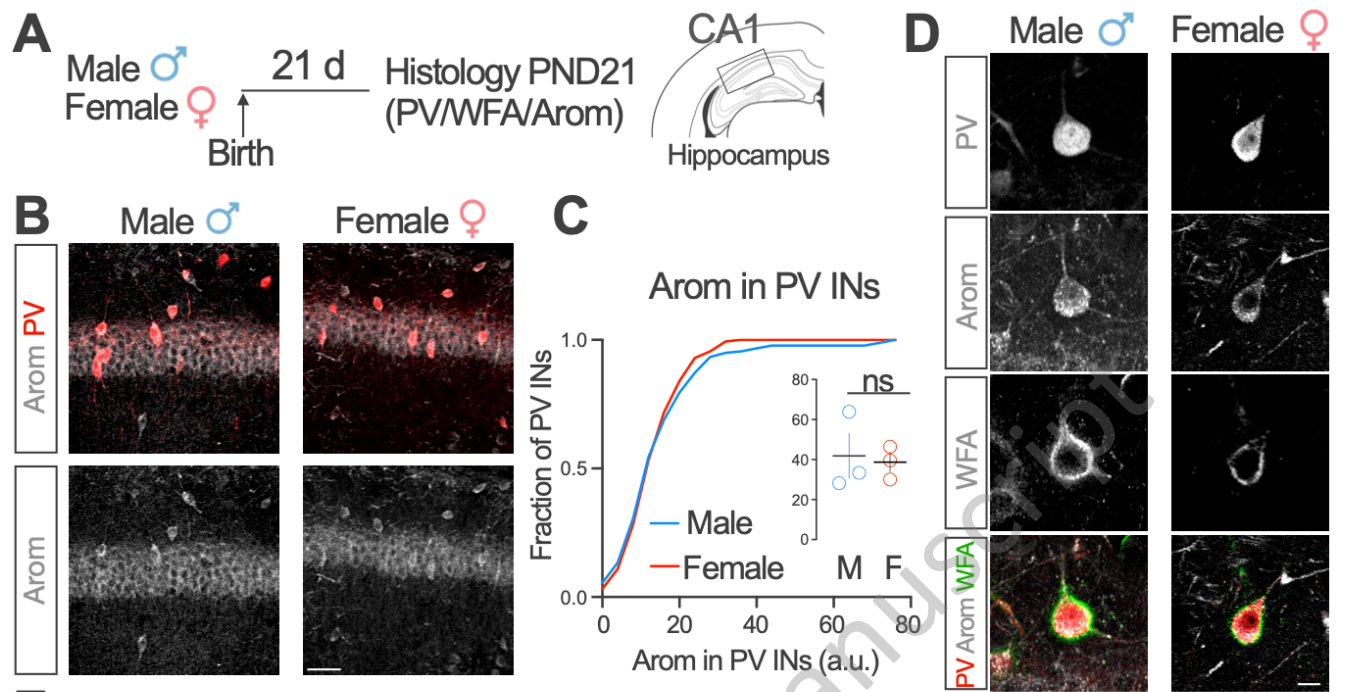 A
Male ♂
Female ♀
21 d
Birth
Histology PND21
(PV/WFA/Arom)
CA1
Hippocampus
B
Male ♂
Female ♀
Arom PV
Arom
C
Arom in PV INs
Fraction of PV INs
1.0
0.5
0.0
0
20
40
60
80
Arom in PV INs (a.u.)
Male
Female
ns
80
60
40
20
0
M
F
D
Male ♂
Female ♀
PV
Arom
WFA
PV Arom WFA